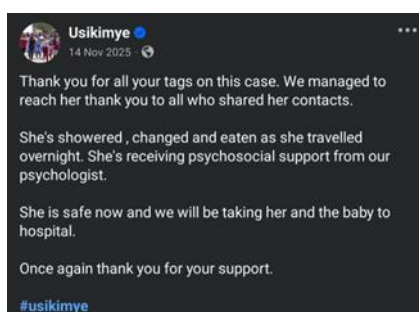 Usikimye
14 Nov 2025 ·
Thank you for all your tags on this case. We managed to
reach her thank you to all who shared her contacts.
She's showered , changed and eaten as she travelled
overnight. She's receiving psychosocial support from our
psychologist.
She is safe now and we will be taking her and the baby to
hospital.
Once again thank you for your support.
#usikimye